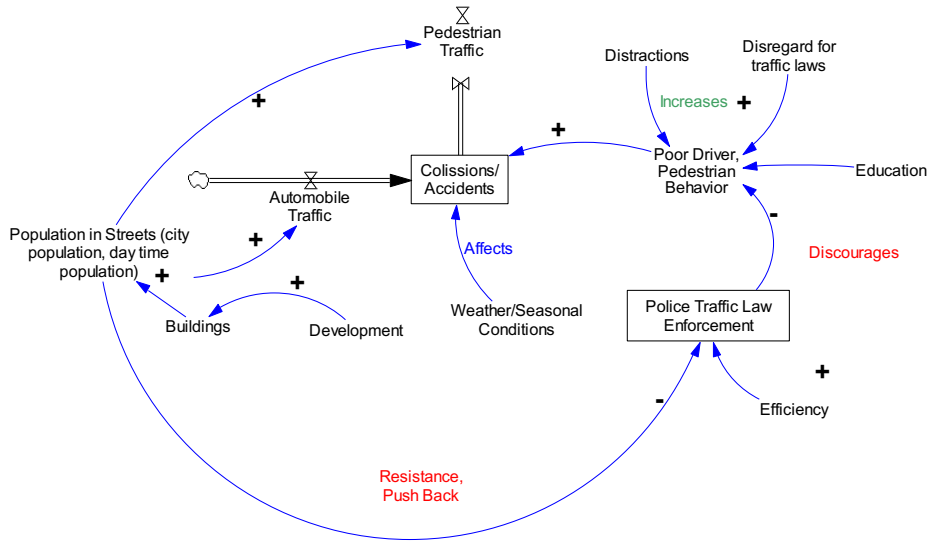 Pedestrian
Traffic
Distractions
Disregard for
traffic laws
Increases +
+
+
Poor Driver,
Pedestrian
Behavior
Education
Colissions/
Accidents
Automobile
Traffic
-
Population in Streets (city
population, day time
population)
+
+
+
Affects
Discourages
Buildings
Development
Weather/Seasonal
Conditions
Police Traffic Law
Enforcement
+
-
Efficiency
Resistance,
Push Back